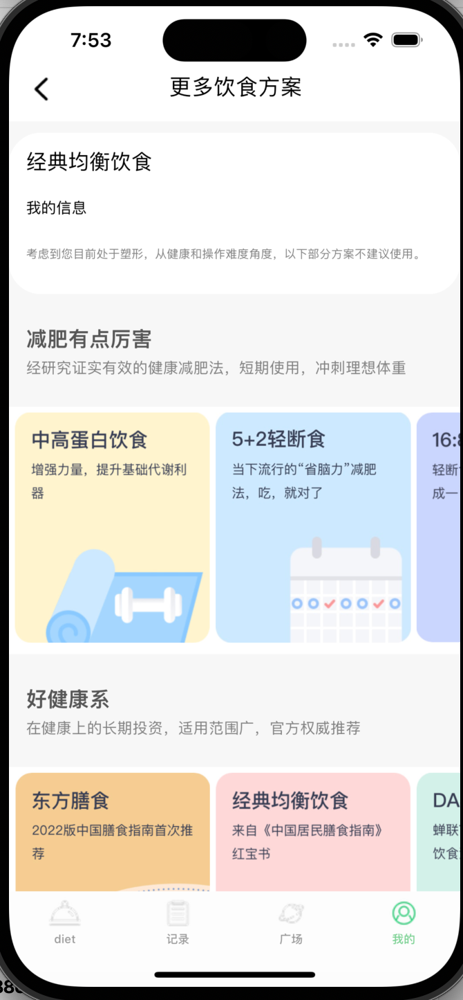 7:53
更多饮食方案
经典均衡饮食
我的信息
考虑到您目前处于塑形，从健康和操作难度角度，以下部分方案不建议使用。
减肥有点厉害
经研究证实有效的健康减肥法，短期使用，冲刺理想体重
中高蛋白饮食
增强力量，提升基础代谢利
器
5+2轻断食
当下流行的“省脑力”减肥
法，吃，就对了
16:8
轻断
成一
好健康系
在健康上的长期投资，适用范围广，官方权威推荐
东方膳食
2022版中国膳食指南首次推
荐
经典均衡饮食
来自《中国居民膳食指南》
红宝书
DA
蝉联
饮食
diet
记录
广场
我的